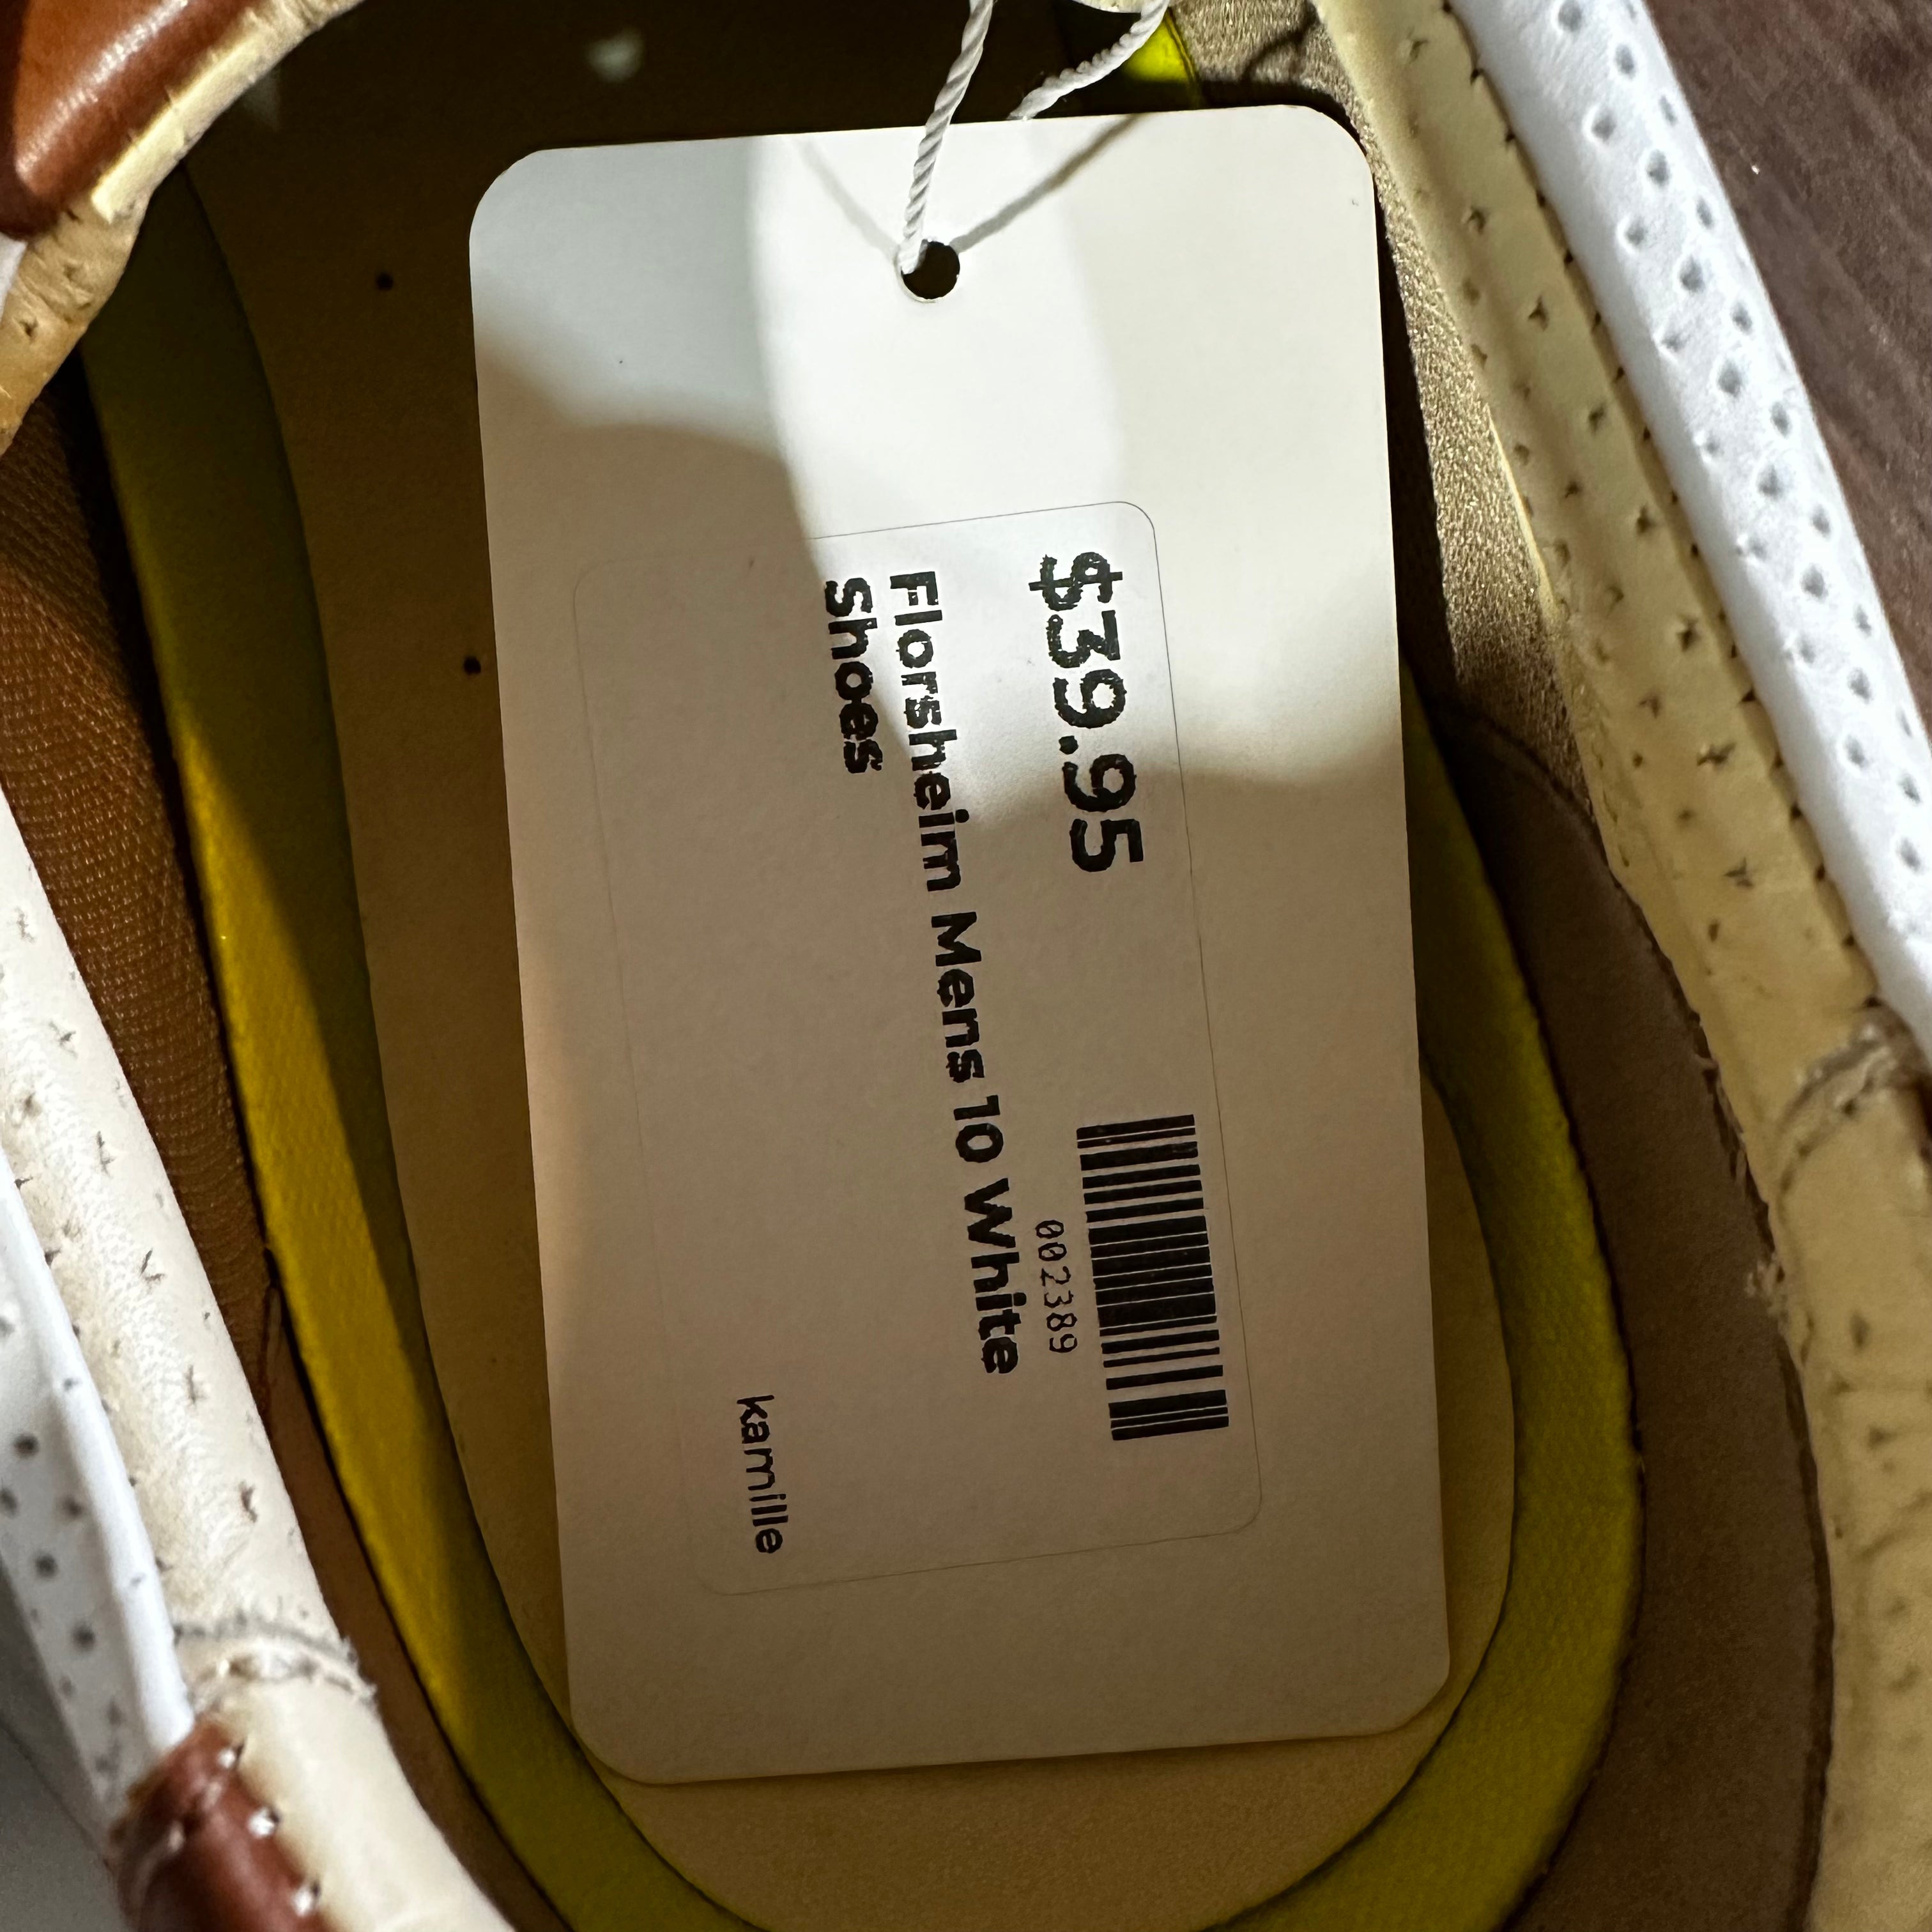 $39.95
002389
Florsheim Mens 10 White
Shoes
kamille